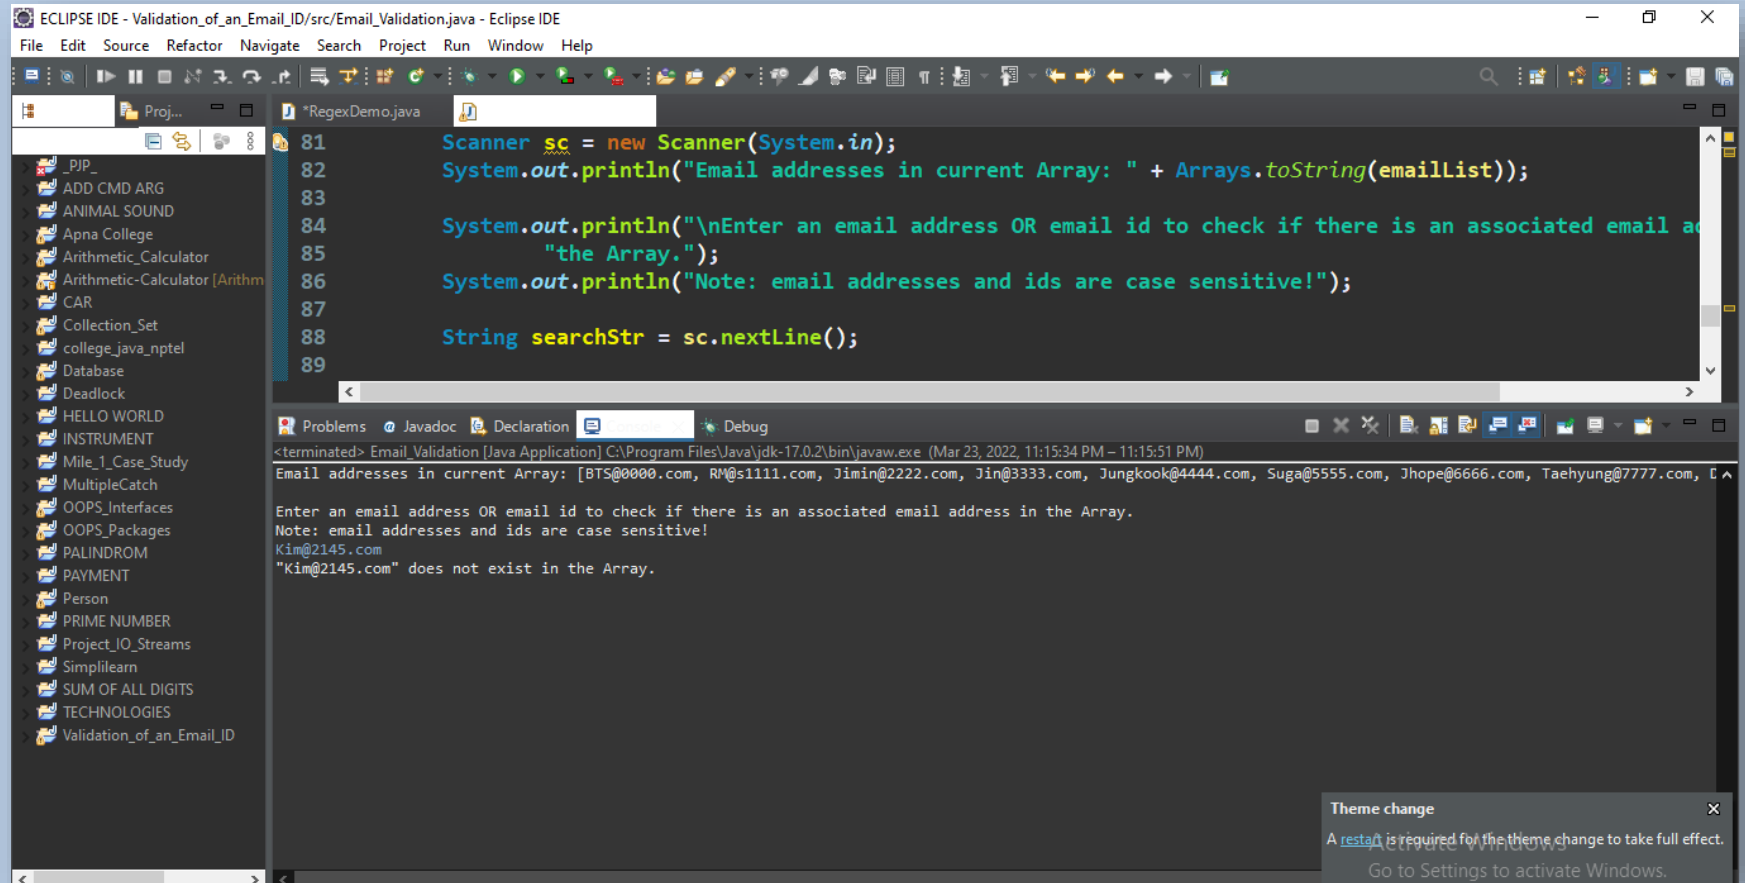 ECLIPSE IDE - Validation_of_an_Email_ID/src/Email_Validation.java - Eclipse IDE
File Edit Source Refactor Navigate Search Project Run Window Help
Proj...
*RegexDemo.java
_PJP_
ADD CMD ARG
ANIMAL SOUND
Apna College
Arithmetic_Calculator
Arithmetic-Calculator [Arithm
CAR
Collection_Set
college_java_nptel
Database
Deadlock
HELLO WORLD
INSTRUMENT
Mile_1_Case_Study
MultipleCatch
OOPS_Interfaces
OOPS_Packages
PALINDROM
PAYMENT
Person
PRIME NUMBER
Project_IO_Streams
Simplilearn
SUM OF ALL DIGITS
TECHNOLOGIES
Validation_of_an_Email_ID
81 Scanner sc = new Scanner(System.in);
82 System.out.println("Email addresses in current Array: " + Arrays.toString(emailList));
83
84 System.out.println("\nEnter an email address OR email id to check if there is an associated email ad
85 "the Array.");
86 System.out.println("Note: email addresses and ids are case sensitive!");
87
88 String searchStr = sc.nextLine();
89
Problems Javadoc Declaration Console Debug
<terminated> Email_Validation [Java Application] C:\Program Files\Java\jdk-17.0.2\bin\javaw.exe (Mar 23, 2022, 11:15:34 PM – 11:15:51 PM)
Email addresses in current Array: [BTS@0000.com, RM@s1111.com, Jimin@2222.com, Jin@3333.com, Jungkook@4444.com, Suga@5555.com, Jhope@6666.com, Taehyung@7777.com, D
Enter an email address OR email id to check if there is an associated email address in the Array.
Note: email addresses and ids are case sensitive!
Kim@2145.com
"Kim@2145.com" does not exist in the Array.
Theme change
A restart is required for the theme change to take full effect.
Activate Windows
Go to Settings to activate Windows.